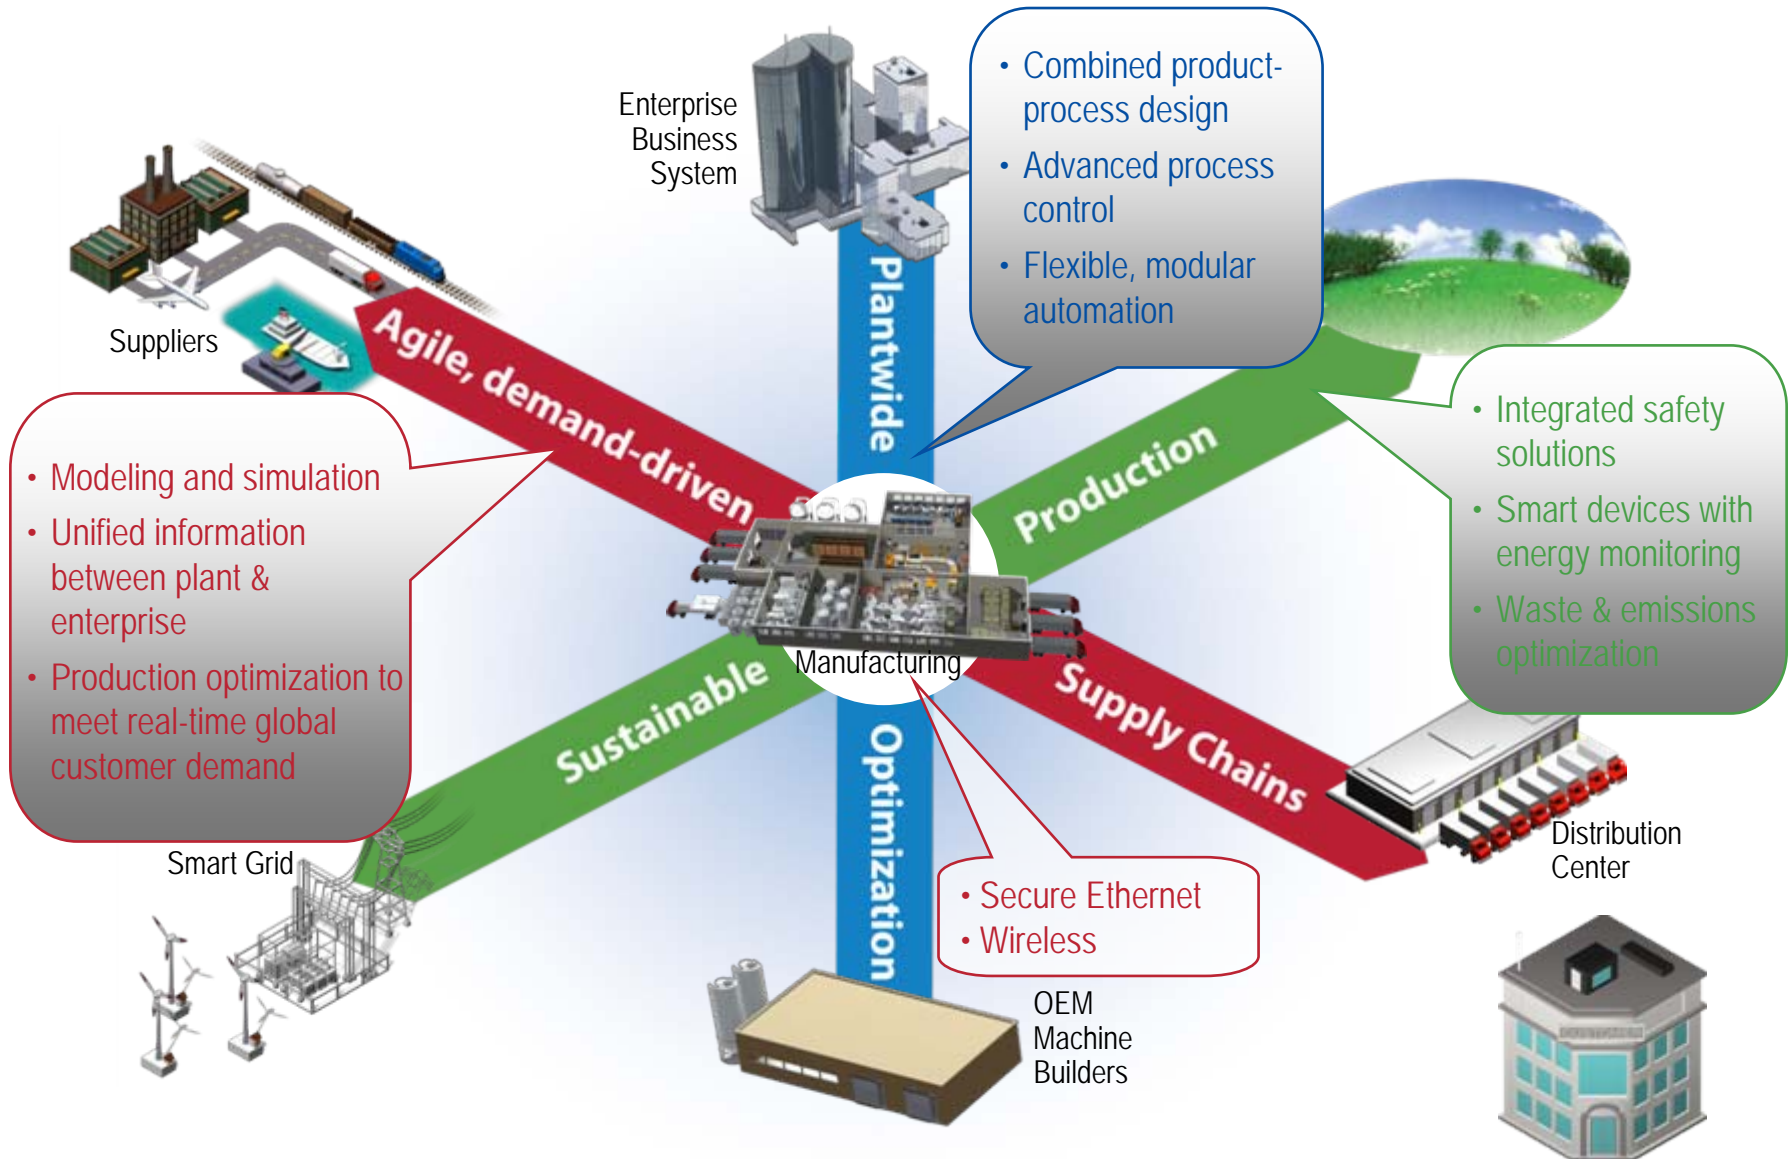 Enterprise
Business
System
• Combined product-
process design
• Advanced process
control
• Flexible, modular
automation
Suppliers
Agile, demand-driven
Plantwide
Production
• Integrated safety
solutions
• Smart devices with
energy monitoring
• Waste & emissions
optimization
• Modeling and simulation
• Unified information
between plant &
enterprise
• Production optimization to
meet real-time global
customer demand
Manufacturing
Sustainable
Optimization
Supply Chains
Smart Grid
Distribution
Center
• Secure Ethernet
• Wireless
OEM
Machine
Builders
CUSTOMER